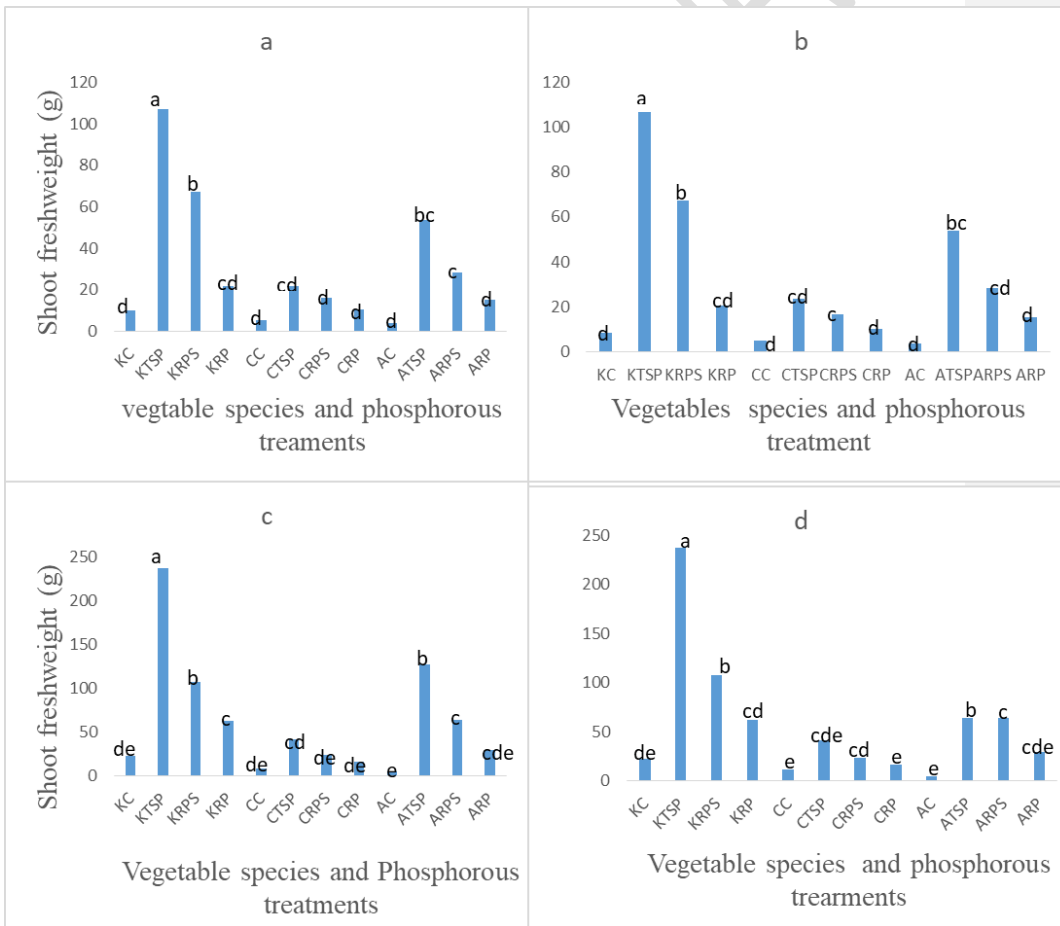 a
Shoot freshweight (g)
120
100
80
60
40
20
0
a
b
bc
cd
cd
c
d
d
d
d
d
d
KC KTSP KRPS KRP CC CTSP CRPS CRP AC ATSP ARPS ARP
vegtable species and phosphorous
treaments
b
120
100
80
60
40
20
0
a
b
bc
cd
cd
c
cd
d
d
d
d
d
KC KTSP KRPS KRP CC CTSP CRPS CRP AC ATSP ARPS ARP
Vegetables species and phosphorous
treatment
c
Shoot freshweight (g)
250
200
150
100
50
0
a
b
b
c
c
de
cd
de
de
de
e
cde
KC KTSP KRPS KRP CC CTSP CRPS CRP AC ATSP ARPS ARP
Vegetable species and Phosphorous
treatments
d
250
200
150
100
50
0
a
b
b
c
cd
cde
cd
de
e
e
e
cde
KC KTSP KRPS KRP CC CTSP CRPS CRP AC ATSP ARPS ARP
Vegetable species and phosphorous
trearments